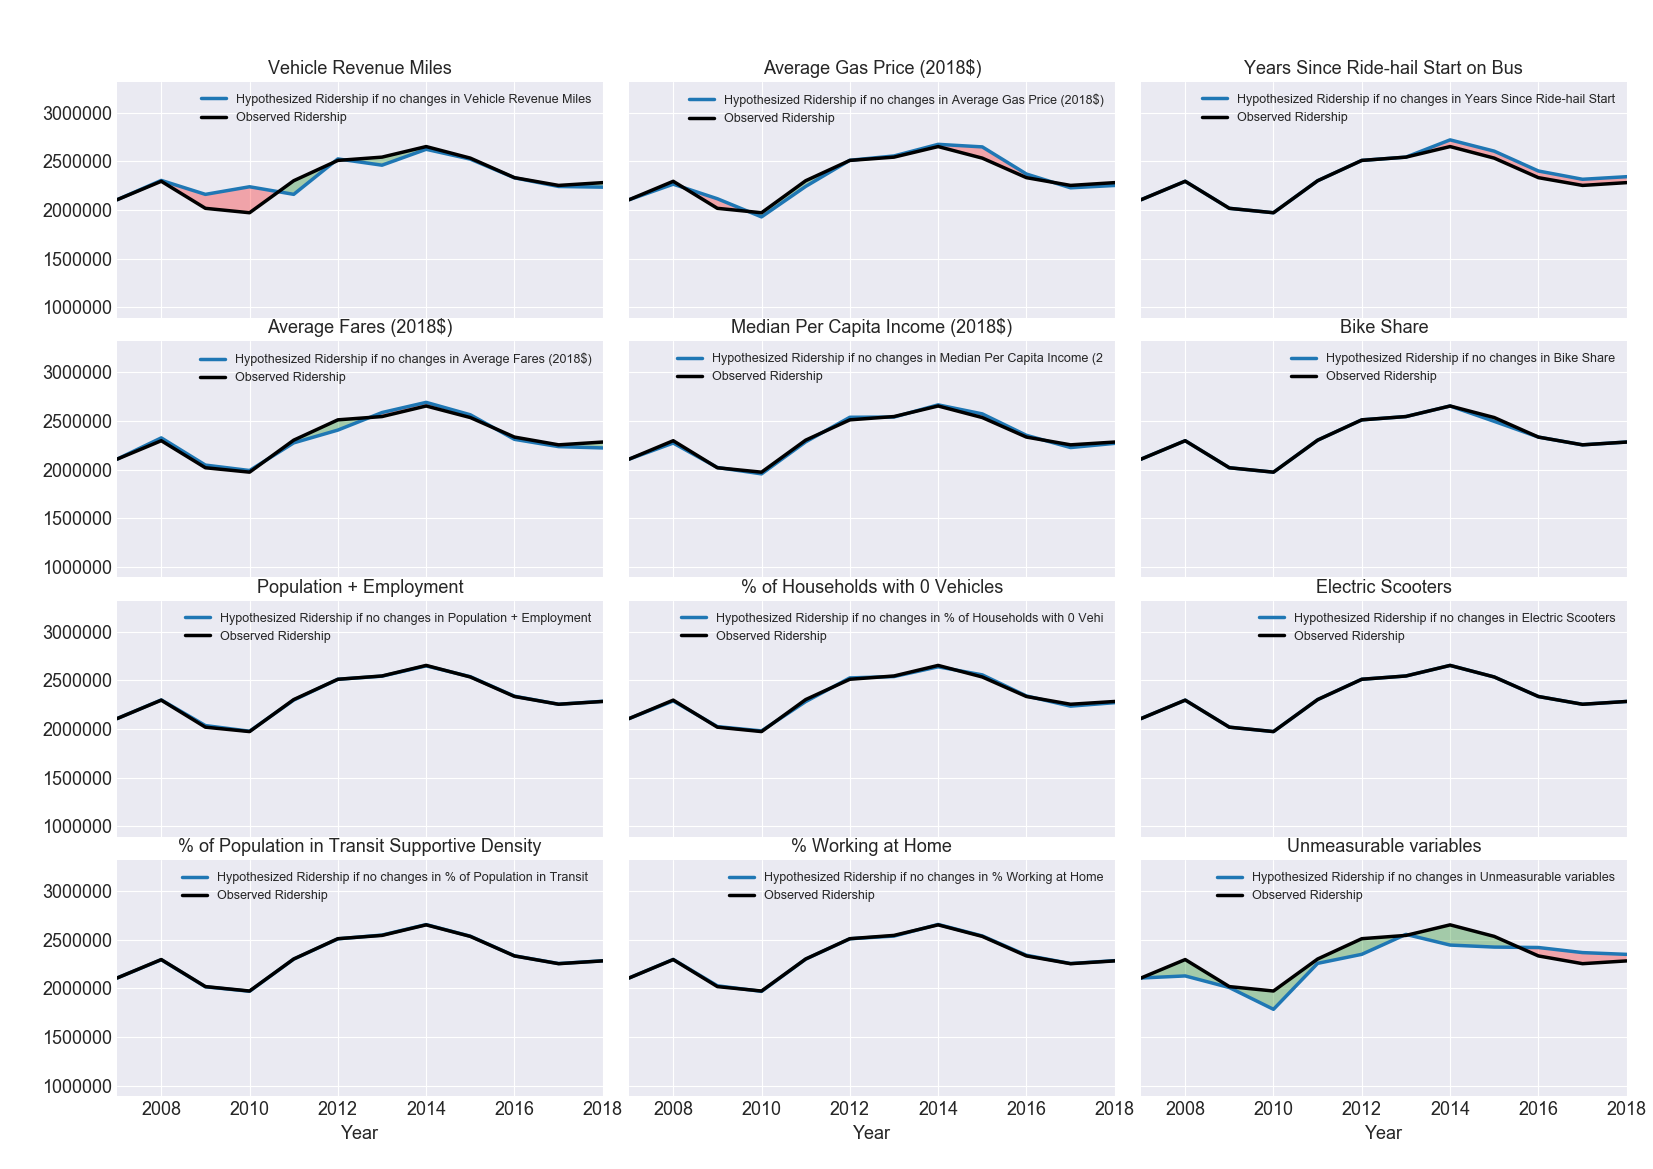 Vehicle Revenue Miles
Hypothesized Ridership if no changes in Vehicle Revenue Miles
Observed Ridership
3000000
2500000
2000000
1500000
1000000
Average Gas Price (2018$)
Hypothesized Ridership if no changes in Average Gas Price (2018$)
Observed Ridership
Years Since Ride-hail Start on Bus
Hypothesized Ridership if no changes in Years Since Ride-hail Start
Observed Ridership
Average Fares (2018$)
Hypothesized Ridership if no changes in Average Fares (2018$)
Observed Ridership
3000000
2500000
2000000
1500000
1000000
Median Per Capita Income (2018$)
Hypothesized Ridership if no changes in Median Per Capita Income (2
Observed Ridership
Bike Share
Hypothesized Ridership if no changes in Bike Share
Observed Ridership
Population + Employment
Hypothesized Ridership if no changes in Population + Employment
Observed Ridership
3000000
2500000
2000000
1500000
1000000
% of Households with 0 Vehicles
Hypothesized Ridership if no changes in % of Households with 0 Vehi
Observed Ridership
Electric Scooters
Hypothesized Ridership if no changes in Electric Scooters
Observed Ridership
% of Population in Transit Supportive Density
Hypothesized Ridership if no changes in % of Population in Transit
Observed Ridership
3000000
2500000
2000000
1500000
1000000
2008 2010 2012 2014 2016 2018
Year
% Working at Home
Hypothesized Ridership if no changes in % Working at Home
Observed Ridership
2008 2010 2012 2014 2016 2018
Year
Unmeasurable variables
Hypothesized Ridership if no changes in Unmeasurable variables
Observed Ridership
2008 2010 2012 2014 2016 2018
Year